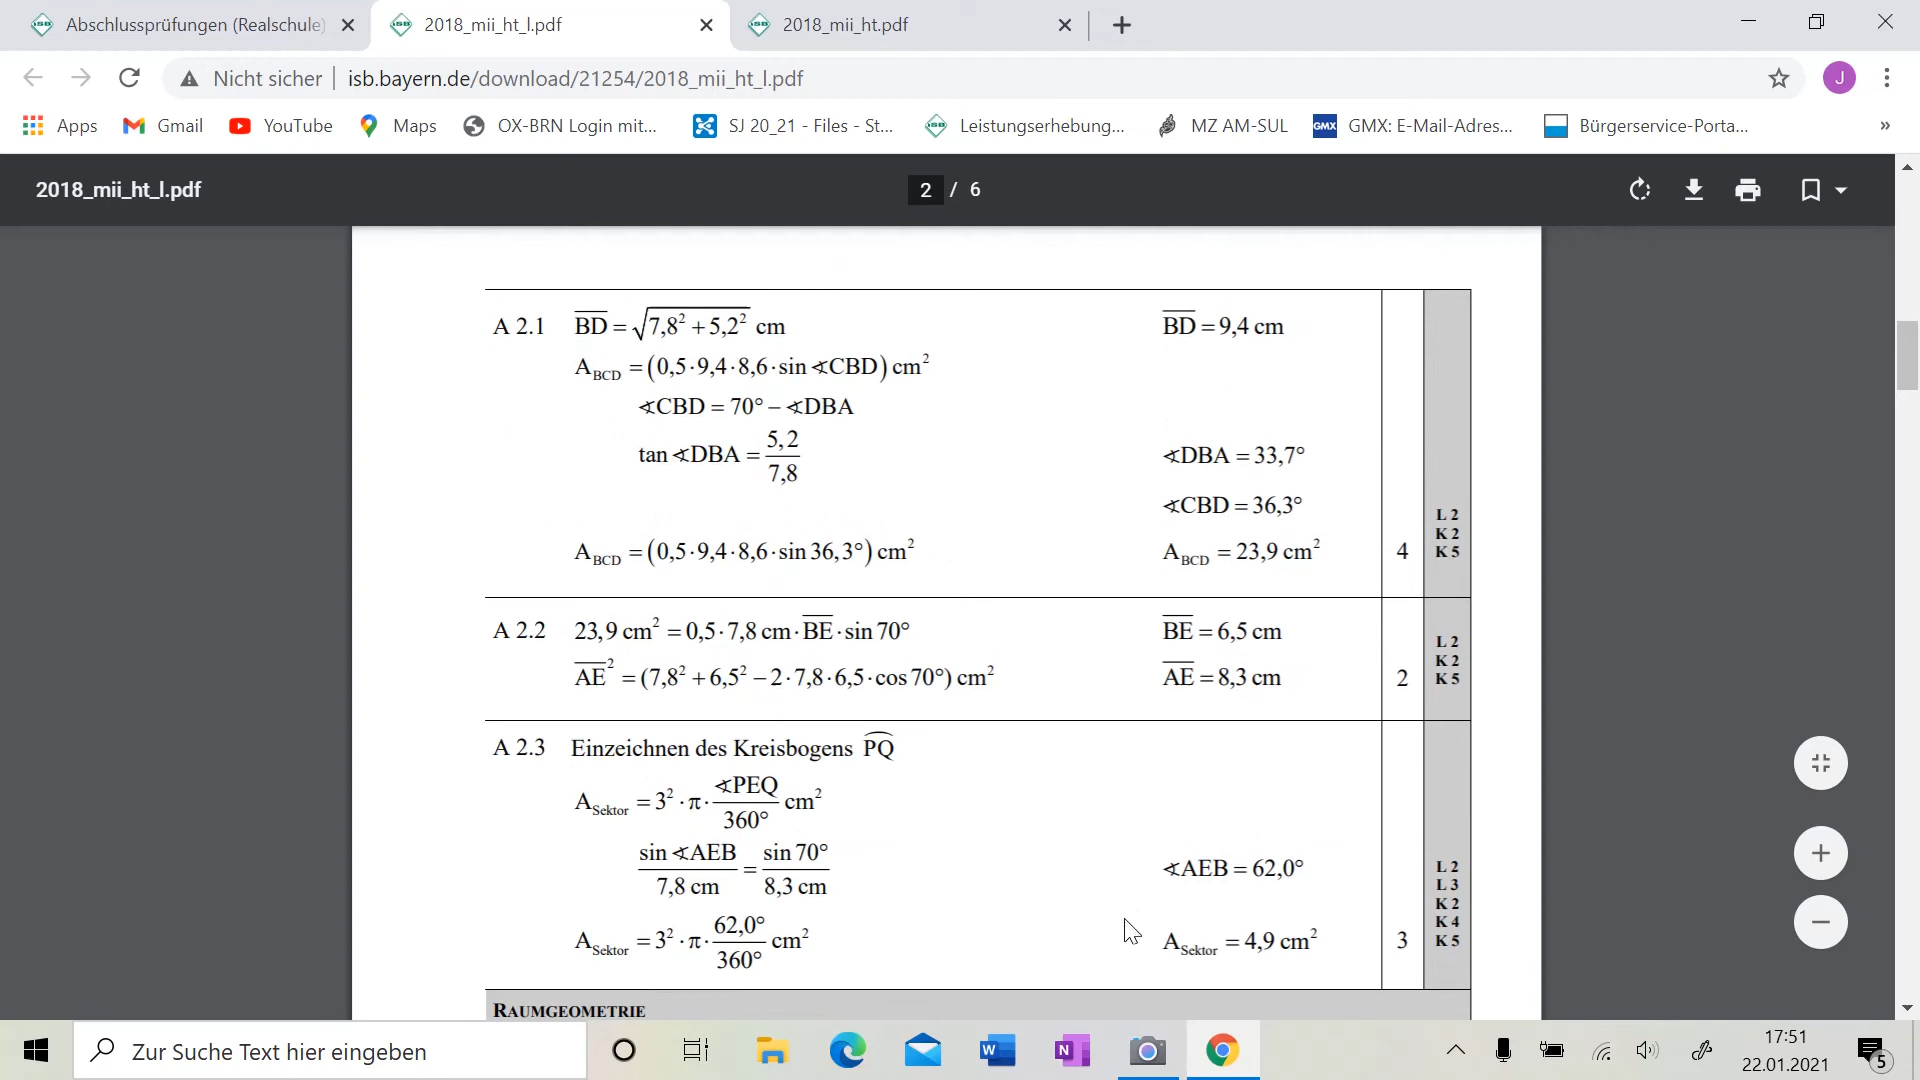 Abschlussprüfungen (Realschule)
2018_mii_ht_l.pdf
2018_mii_ht.pdf
Nicht sicher | isb.bayern.de/download/21254/2018_mii_ht_l.pdf
J
Apps
Gmail
YouTube
Maps
OX-BRN Login mit...
SJ 20_21 - Files - St...
Leistungserhebung...
MZ AM-SUL
GMX: E-Mail-Adres...
Bürgerservice-Porta...
»
2018_mii_ht_l.pdf
2 / 6
A 2.1 B̅D̅ = √(7,8² + 5,2²) cm B̅D̅ = 9,4 cm
A_BCD = (0,5 · 9,4 · 8,6 · sin ∢CBD) cm²
∢CBD = 70° – ∢DBA
tan ∢DBA = 5,2/7,8 ∢DBA = 33,7°
∢CBD = 36,3°
A_BCD = (0,5 · 9,4 · 8,6 · sin 36,3°) cm² A_BCD = 23,9 cm² 4
L 2
K 2
K 5
A 2.2 23,9 cm² = 0,5 · 7,8 cm · B̅E̅ · sin 70° B̅E̅ = 6,5 cm
A̅E̅² = (7,8² + 6,5² – 2 · 7,8 · 6,5 · cos 70°) cm² A̅E̅ = 8,3 cm 2
L 2
K 2
K 5
A 2.3 Einzeichnen des Kreisbogens P͡Q
A_Sektor = 3² · π · ∢PEQ/360° cm²
sin ∢AEB/7,8 cm = sin 70°/8,3 cm ∢AEB = 62,0°
A_Sektor = 3² · π · 62,0°/360° cm² A_Sektor = 4,9 cm² 3
L 2
L 3
K 2
K 4
K 5
RAUMGEOMETRIE
Zur Suche Text hier eingeben
17:51
22.01.2021
5